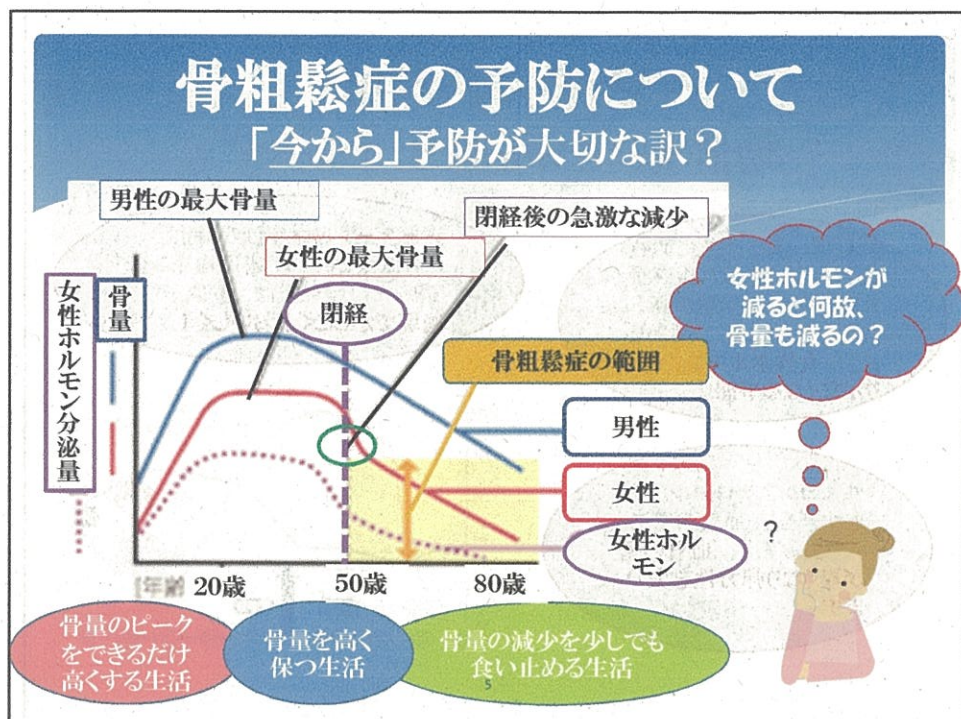 骨粗鬆症の予防について
「今から」予防が大切な訳？
男性の最大骨量
閉経後の急激な減少
女性の最大骨量
閉経
女性ホルモンが
減ると何故、
骨量も減るの？
骨量
女性ホルモン分泌量
骨粗鬆症の範囲
男性
女性
女性ホル
モン
?
年齢
20歳
50歳
80歳
骨量のピーク
をできるだけ
高くする生活
骨量を高く
保つ生活
骨量の減少を少しでも
食い止める生活
5